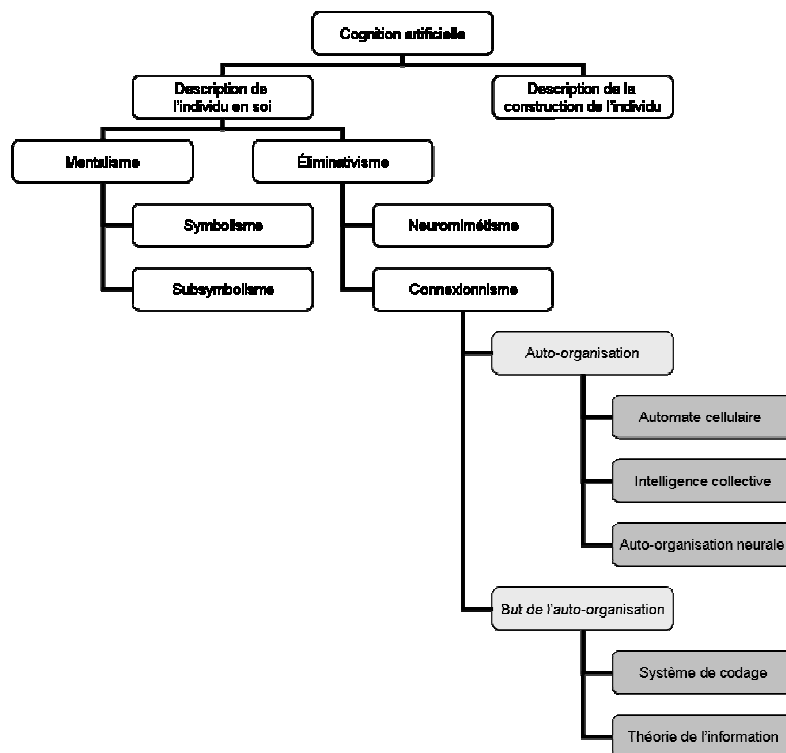 Cognition artificielle
Description de
l'individu en soi
Description de la
construction de l'individu
Mentalisme
Éliminativisme
Symbolisme
Neuromimétisme
Subsymbolisme
Connexionnisme
Auto-organisation
Automate cellulaire
Intelligence collective
Auto-organisation neurale
But de l'auto-organisation
Système de codage
Théorie de l'information